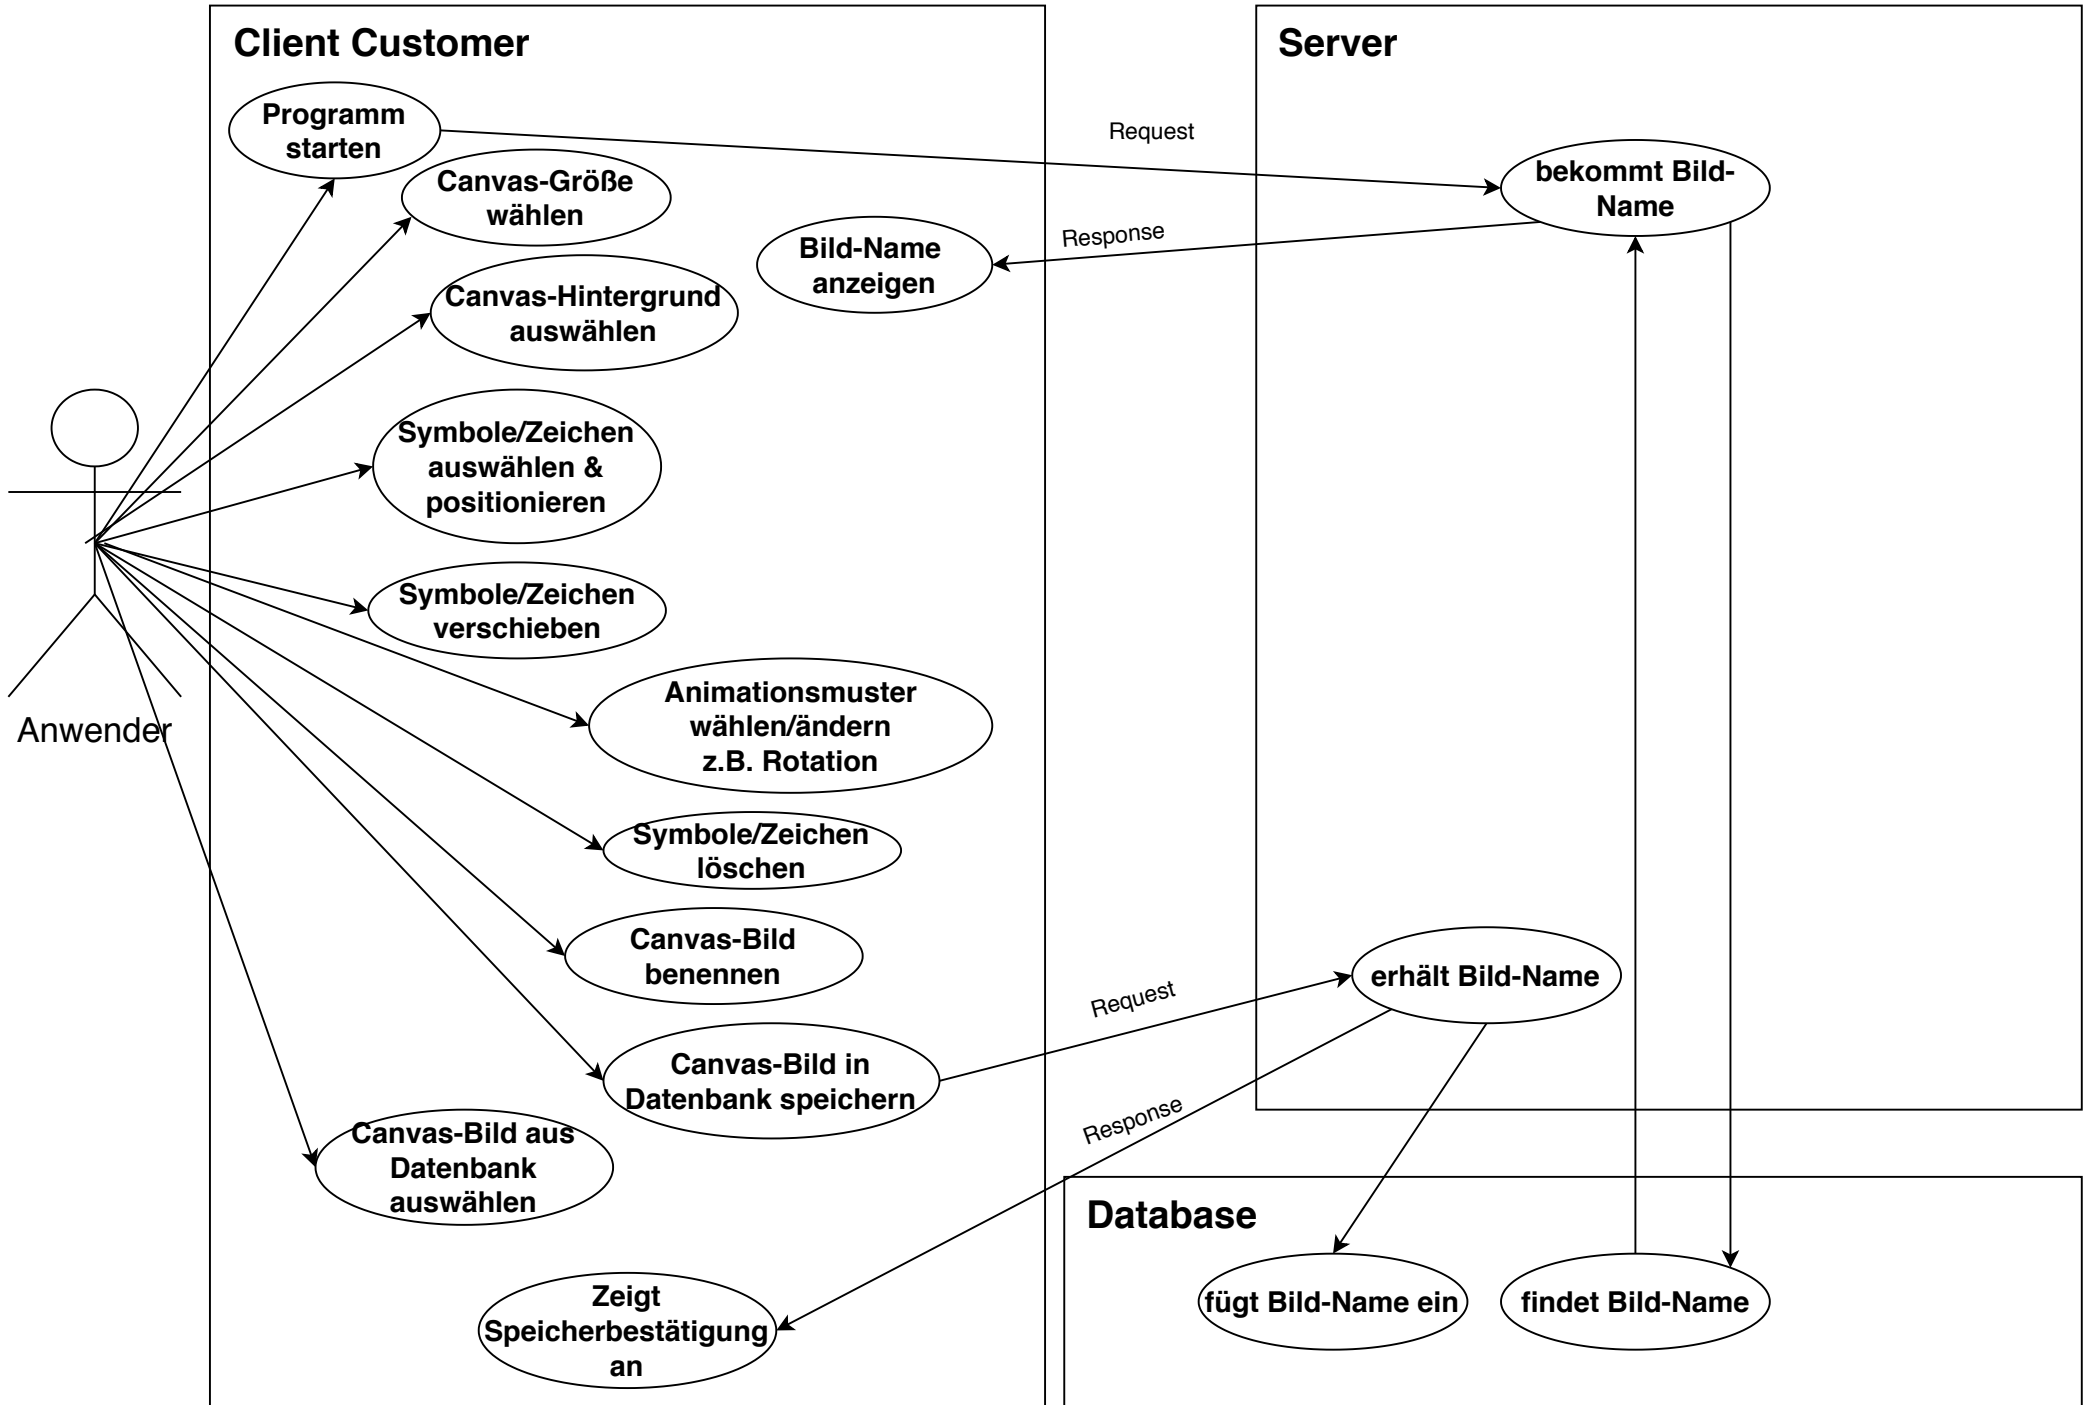 Client Customer
Server
Programm
starten
Request
Canvas-Größe
wählen
bekommt Bild-
Name
Bild-Name
anzeigen
Response
Canvas-Hintergrund
auswählen
Symbole/Zeichen
auswählen &
positionieren
Symbole/Zeichen
verschieben
Anwender
Animationsmuster
wählen/ändern
z.B. Rotation
Symbole/Zeichen
löschen
Canvas-Bild
benennen
erhält Bild-Name
Request
Canvas-Bild in
Datenbank speichern
Response
Canvas-Bild aus
Datenbank
auswählen
Database
Zeigt
Speicherbestätigung
an
fügt Bild-Name ein
findet Bild-Name